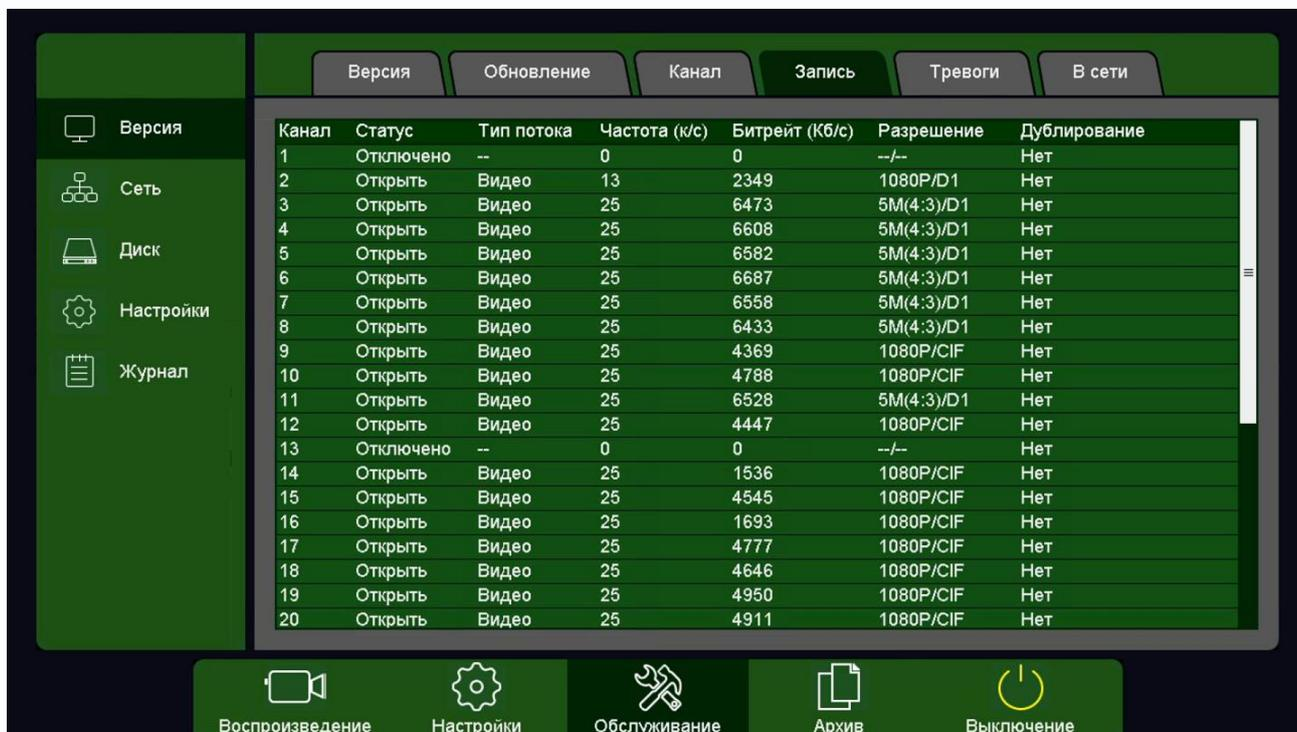 Версия Обновление Канал Запись Тревоги В сети
Версия
Сеть
Диск
Настройки
Журнал
Канал Статус Тип потока Частота (к/с) Битрейт (Кб/с) Разрешение Дублирование
1 Отключено -- 0 0 --/-- Нет
2 Открыть Видео 13 2349 1080P/D1 Нет
3 Открыть Видео 25 6473 5M(4:3)/D1 Нет
4 Открыть Видео 25 6608 5M(4:3)/D1 Нет
5 Открыть Видео 25 6582 5M(4:3)/D1 Нет
6 Открыть Видео 25 6687 5M(4:3)/D1 Нет
7 Открыть Видео 25 6558 5M(4:3)/D1 Нет
8 Открыть Видео 25 6433 5M(4:3)/D1 Нет
9 Открыть Видео 25 4369 1080P/CIF Нет
10 Открыть Видео 25 4788 1080P/CIF Нет
11 Открыть Видео 25 6528 5M(4:3)/D1 Нет
12 Открыть Видео 25 4447 1080P/CIF Нет
13 Отключено -- 0 0 --/-- Нет
14 Открыть Видео 25 1536 1080P/CIF Нет
15 Открыть Видео 25 4545 1080P/CIF Нет
16 Открыть Видео 25 1693 1080P/CIF Нет
17 Открыть Видео 25 4777 1080P/CIF Нет
18 Открыть Видео 25 4646 1080P/CIF Нет
19 Открыть Видео 25 4950 1080P/CIF Нет
20 Открыть Видео 25 4911 1080P/CIF Нет
Воспроизведение Настройки Обслуживание Архив Выключение